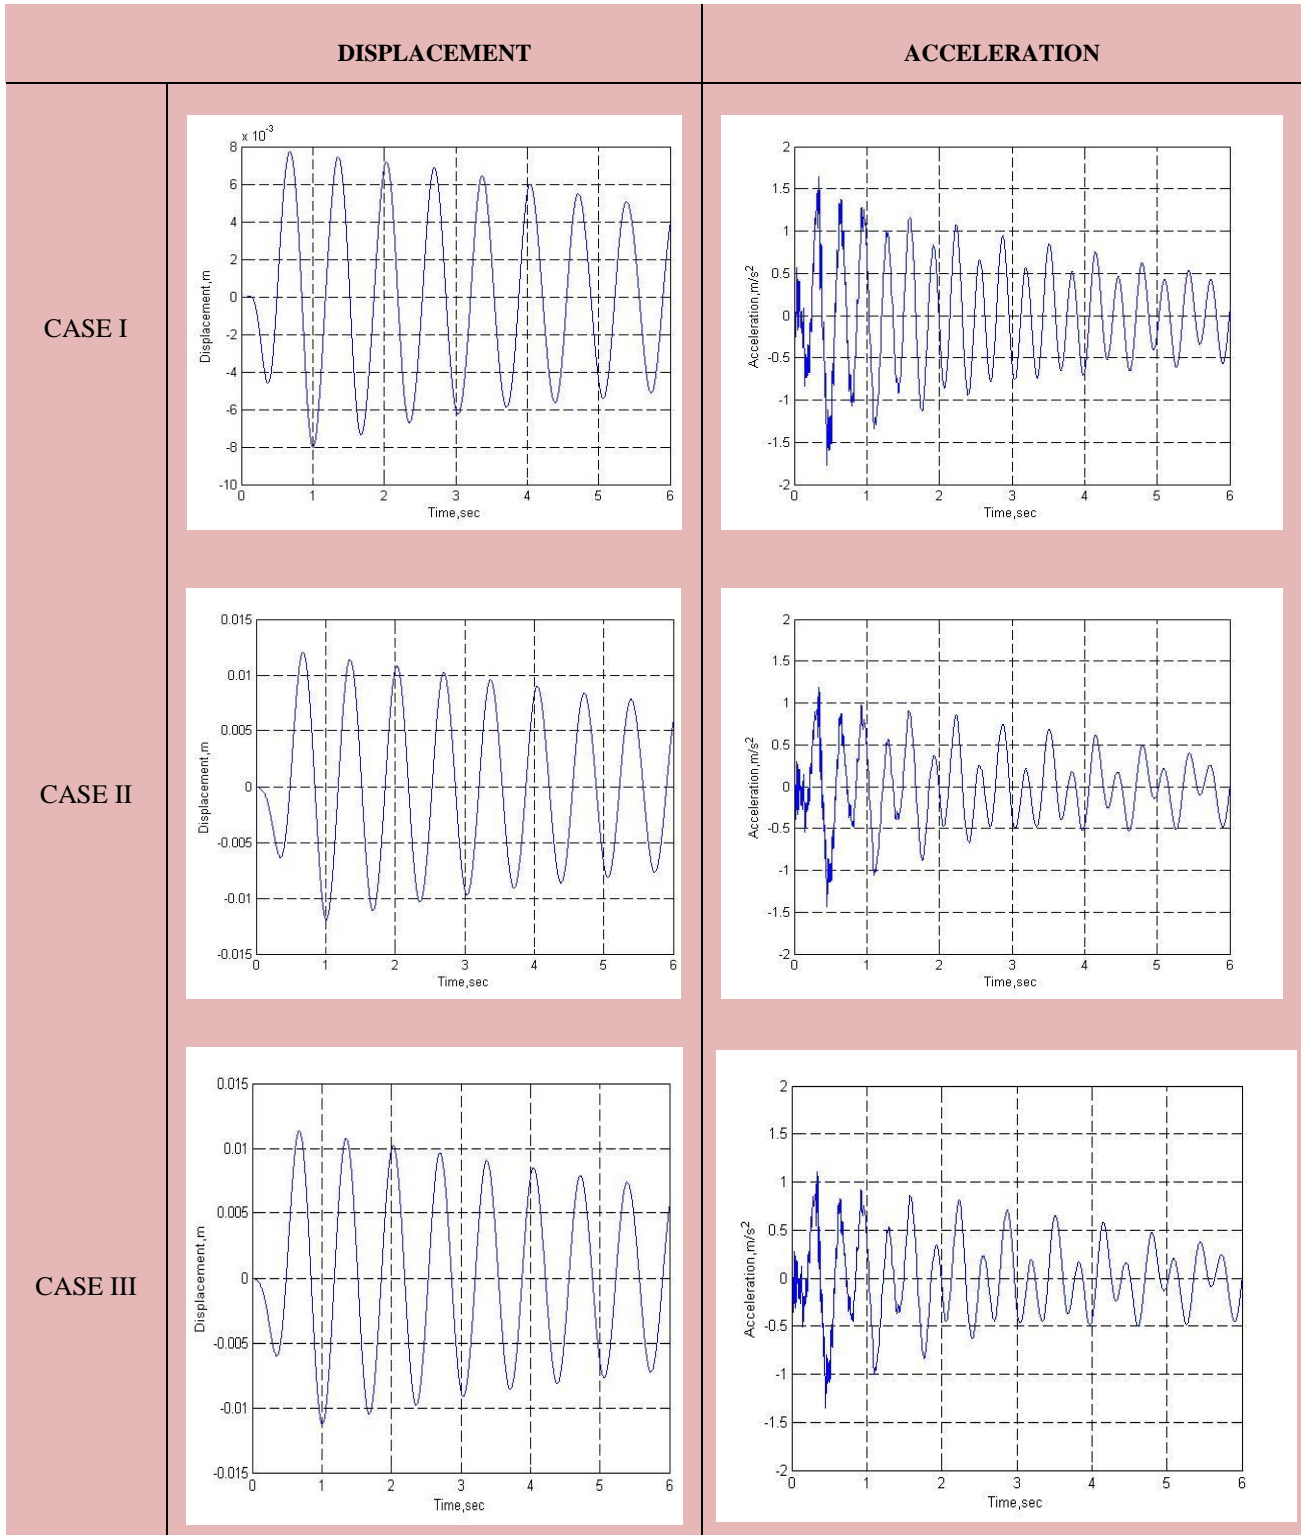 DISPLACEMENT ACCELERATION
CASE I
x 10-3
8
6
4
2
0
-2
-4
-6
-8
-10
0 1 2 3 4 5 6
Displacement,m
Time,sec
2
1.5
1
0.5
0
-0.5
-1
-1.5
-2
0 1 2 3 4 5 6
Acceleration,m/s2
Time,sec
CASE II
0.015
0.01
0.005
0
-0.005
-0.01
-0.015
0 1 2 3 4 5 6
Displacement,m
Time,sec
2
1.5
1
0.5
0
-0.5
-1
-1.5
-2
0 1 2 3 4 5 6
Acceleration,m/s2
Time,sec
CASE III
0.015
0.01
0.005
0
-0.005
-0.01
-0.015
0 1 2 3 4 5 6
Displacement,m
Time,sec
2
1.5
1
0.5
0
-0.5
-1
-1.5
-2
0 1 2 3 4 5 6
Acceleration,m/s2
Time,sec